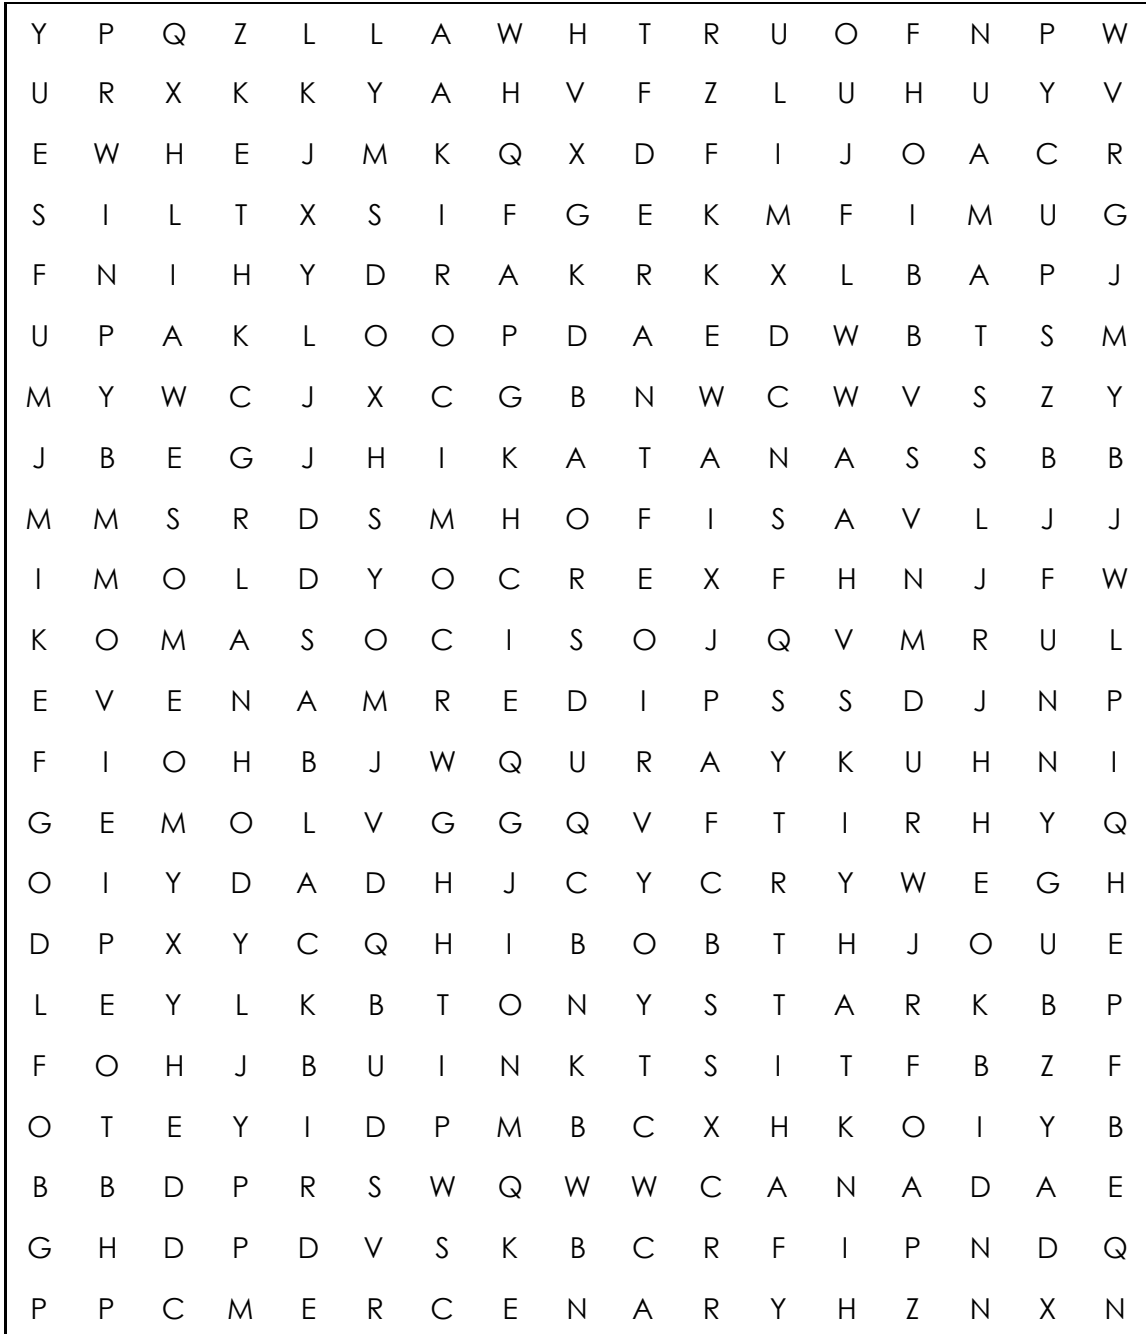 Y P Q Z L L A W H T R U O F N P W
U R X K K Y A H V F Z L U H U Y V
E W H E J M K Q X D F I J O A C R
S I L T X S I F G E K M F I M U G
F N I H Y D R A K R K X L B A P J
U P A K L O O P D A E D W B T S M
M Y W C J X C G B N W C W V S Z Y
J B E G J H I K A T A N A S S B B
M M S R D S M H O F I S A V L J J
I M O L D Y O C R E X F H N J F W
K O M A S O C I S O J Q V M R U L
E V E N A M R E D I P S S D J N P
F I O H B J W Q U R A Y K U H N I
G E M O L V G G Q V F T I R H Y Q
O I Y D A D H J C Y C R Y W E G H
D P X Y C Q H I B O B T H J O U E
L E Y L K B T O N Y S T A R K B P
F O H J B U I N K T S I T F B Z F
O T E Y I D P M B C X H K O I Y B
B B D P R S W Q W W C A N A D A E
G H D P D V S K B C R F I P N D Q
P P C M E R C E N A R Y H Z N X N